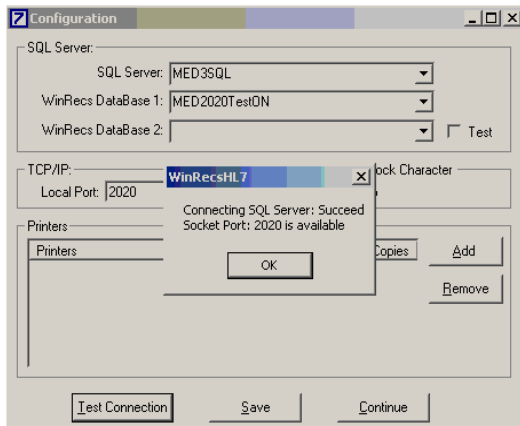 Configuration
SQL Server:
SQL Server: MED3SQL
WinRecs DataBase 1: MED2020TestON
WinRecs DataBase 2:
Test
TCP/IP:
ock Character
Local Port: 2020
WinRecsHL7
Connecting SQL Server: Succeed
Socket Port: 2020 is available
OK
Printers
Printers
Copies
Add
Remove
Test Connection
Save
Continue